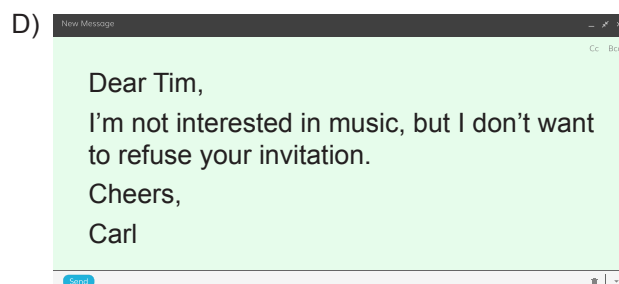 D)
New Message
Cc Bcc
Dear Tim,
I'm not interested in music, but I don't want
to refuse your invitation.
Cheers,
Carl
Send